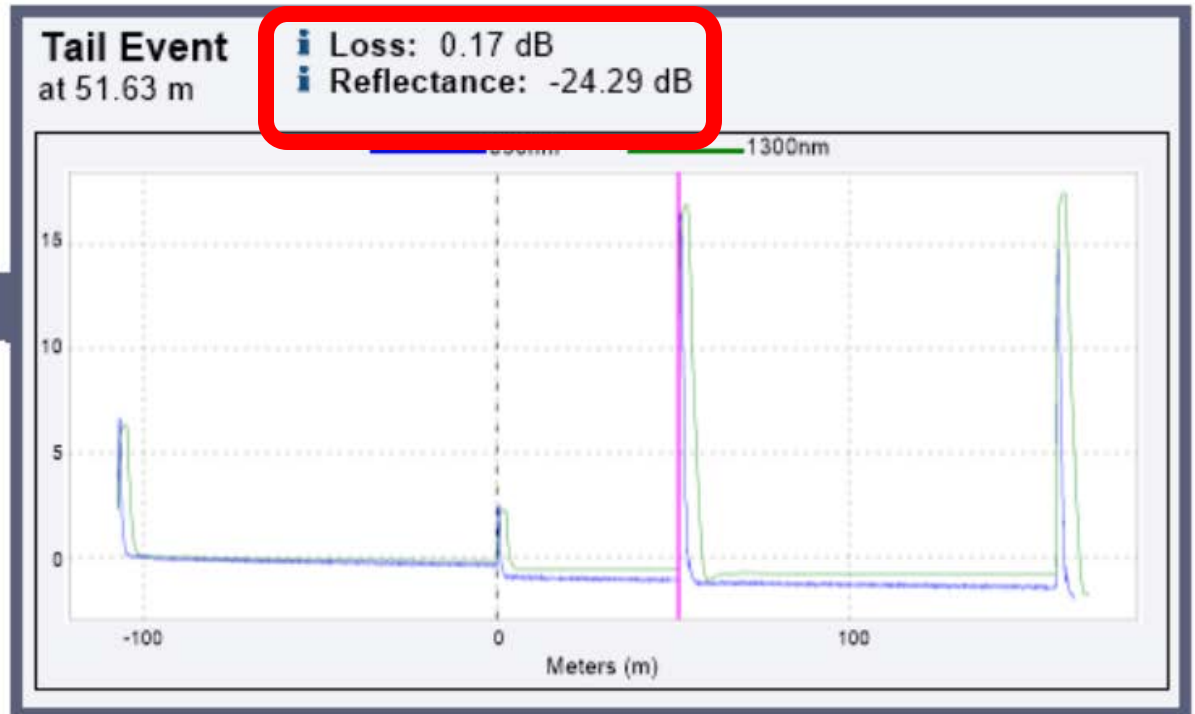 Tail Event
at 51.63 m
i Loss: 0.17 dB
i Reflectance: -24.29 dB
1300nm
15
10
5
0
-100 0 100
Meters (m)